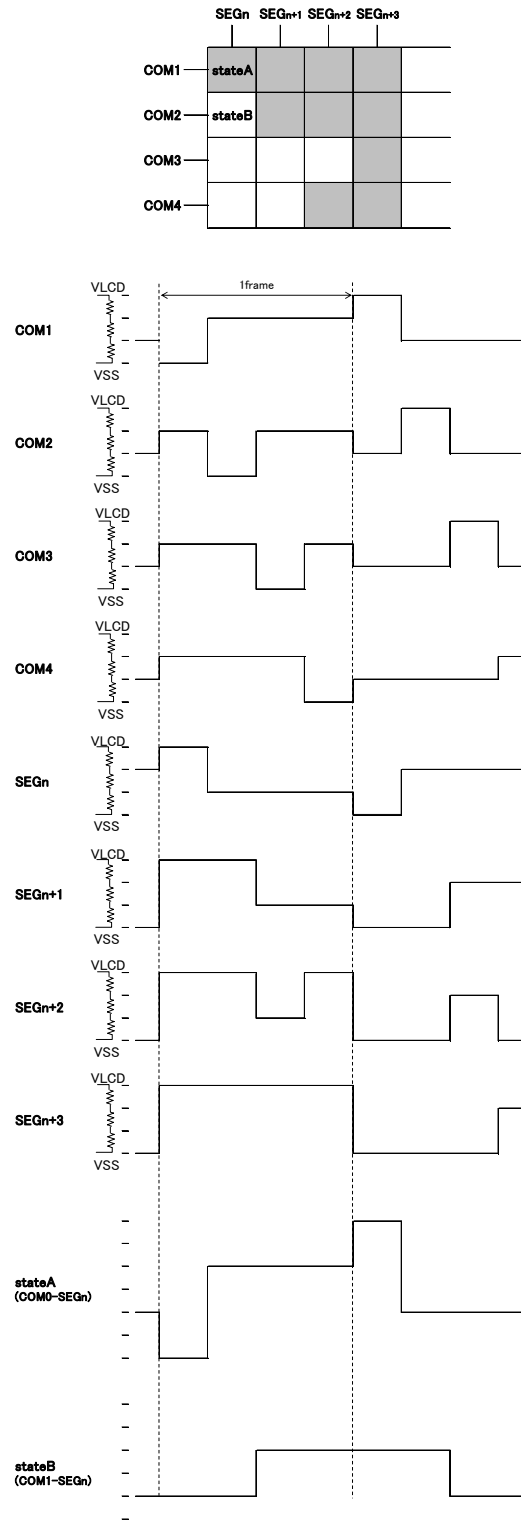 SEGn SEGn+1 SEGn+2 SEGn+3
COM1 stateA
COM2 stateB
COM3
COM4
VLCD 1frame
COM1
VSS
VLCD
COM2
VSS
VLCD
COM3
VSS
VLCD
COM4
VSS
VLCD
SEGn
VSS
VLCD
SEGn+1
VSS
VLCD
SEGn+2
VSS
VLCD
SEGn+3
VSS
stateA
(COM0-SEGn)
stateB
(COM1-SEGn)